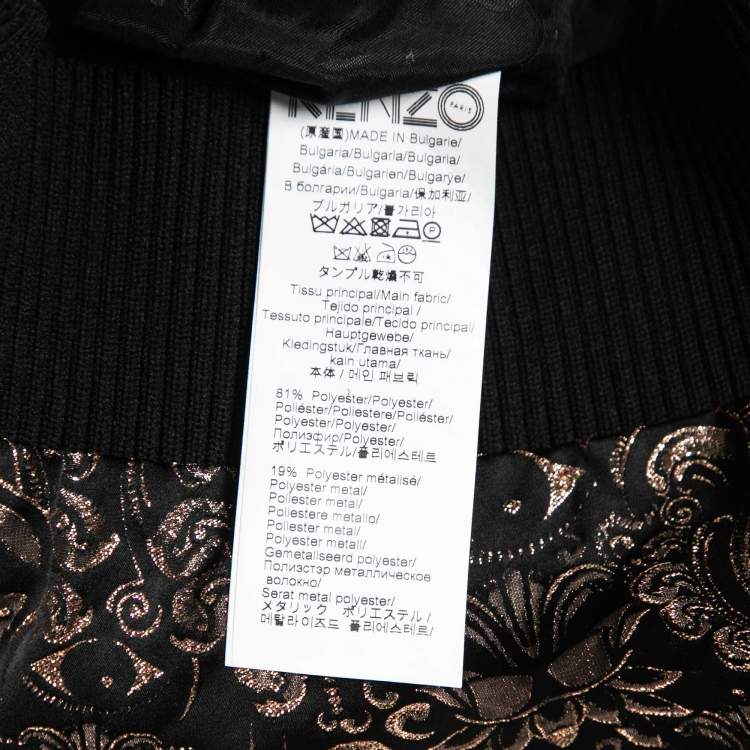 KENZO
PARIS
(原産国)MADE IN Bulgarie/
Bulgaria/Bulgaria/Bulgaria/
Bulgária/Bulgarien/Bulgarye/
В болгарии/Bulgaria/保加利亚/
ブルガリア/불가리아
P
タンブル乾燥不可
Tissu principal/Main fabric/
Tejido principal /
Tessuto principale/Tecido principal/
Hauptgewebe/
Kledingstuk/Главная ткань/
kain utama/
本体 / 메인 패브릭
81% Polyester/Polyester/
Poliéster/Poliestere/Poliéster/
Polyester/Polyester/
Полиэфир/Poliester/
ポリエステル/폴리에스테르
19% Polyester métalisé/
Polyester metal/
Poliester metal/
Poliestere metallo/
Poliester metal/
Polyester metall/
Gemetaliseerd polyester/
Полиэстэр металлическое
волокно/
Serat metal polyester/
メタリック ポリエステル/
메탈라이즈드 폴리에스테르/